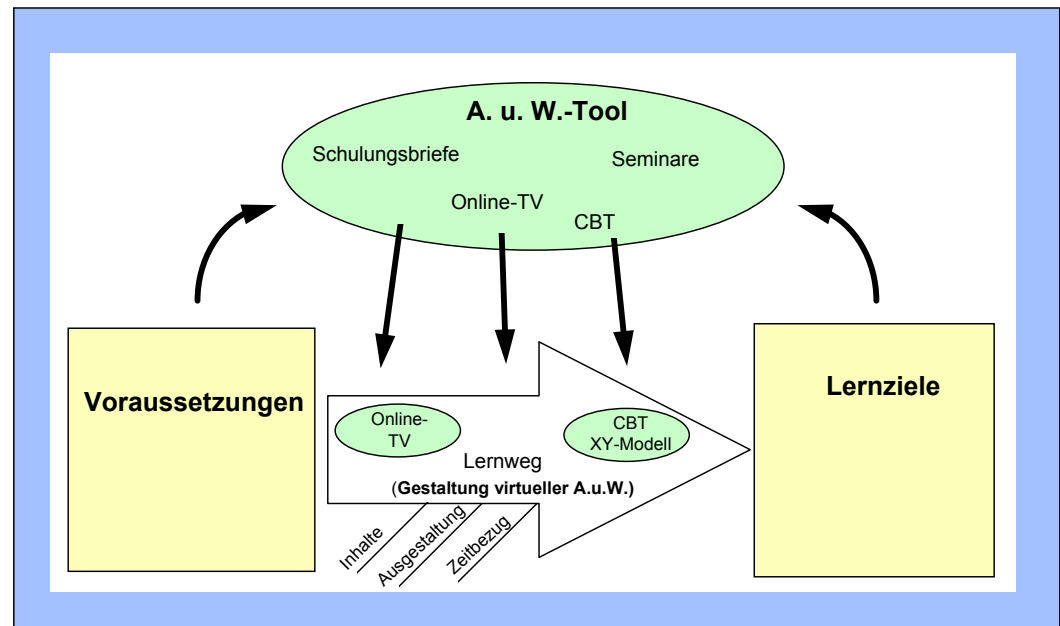 A. u. W.-Tool
Schulungsbriefe
Seminare
Online-TV
CBT
Voraussetzungen
Lernziele
Online-
TV
CBT
XY-Modell
Lernweg
(Gestaltung virtueller A.u.W.)
Inhalte
Ausgestaltung
Zeitbezug